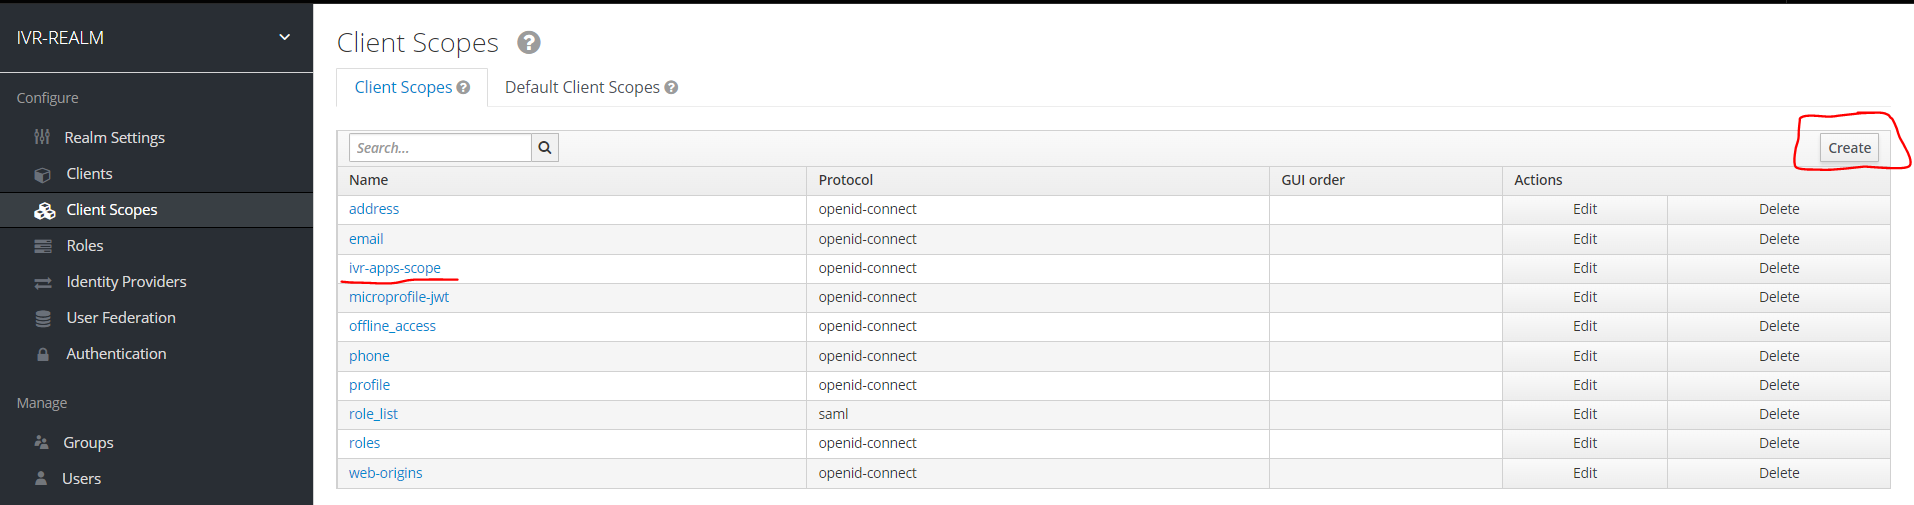 IVR-REALM
Configure
Realm Settings
Clients
Client Scopes
Roles
Identity Providers
User Federation
Authentication
Manage
Groups
Users
Client Scopes ?
Client Scopes ? Default Client Scopes ?
Search... Create
Name Protocol GUI order Actions
address openid-connect Edit Delete
email openid-connect Edit Delete
ivr-apps-scope openid-connect Edit Delete
microprofile-jwt openid-connect Edit Delete
offline_access openid-connect Edit Delete
phone openid-connect Edit Delete
profile openid-connect Edit Delete
role_list saml Edit Delete
roles openid-connect Edit Delete
web-origins openid-connect Edit Delete